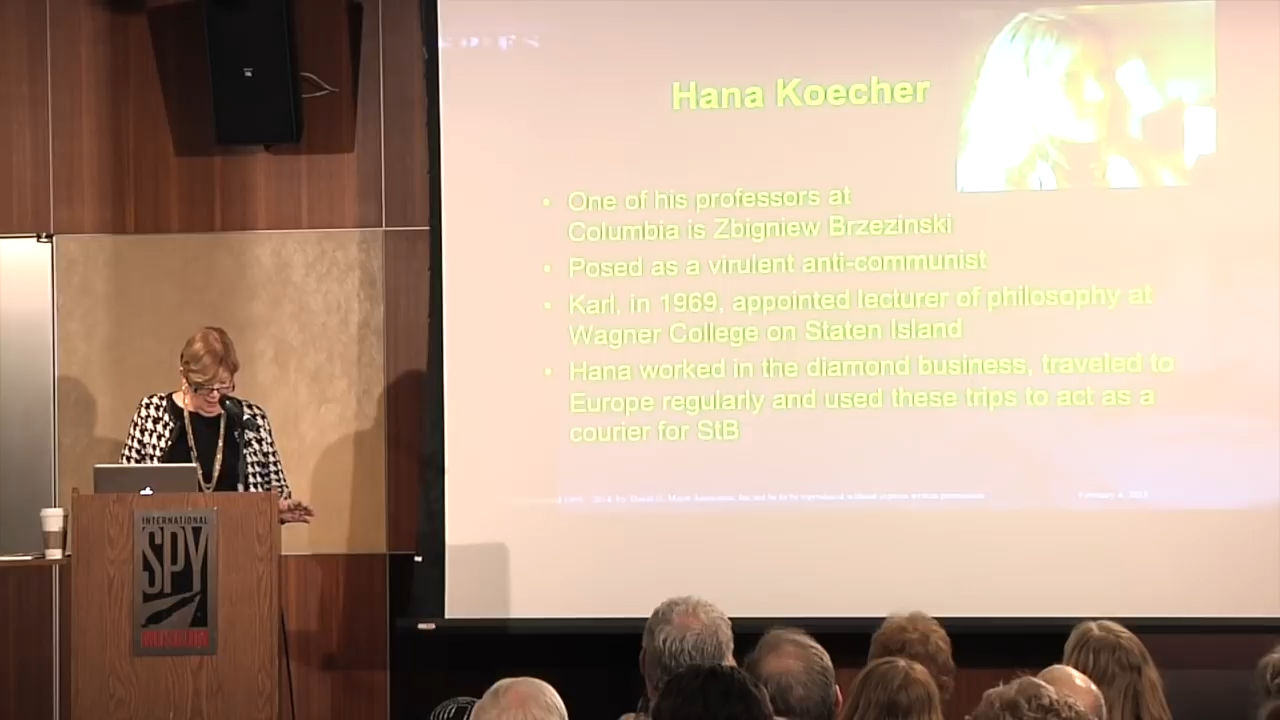 Hana Koecher
• One of his professors at
Columbia is Zbigniew Brzezinski
• Posed as a virulent anti-communist
• Karl, in 1969, appointed lecturer of philosophy at
Wagner College on Staten Island
• Hana worked in the diamond business, traveled to
Europe regularly and used these trips to act as a
courier for StB
INTERNATIONAL
SPY
MUSEUM